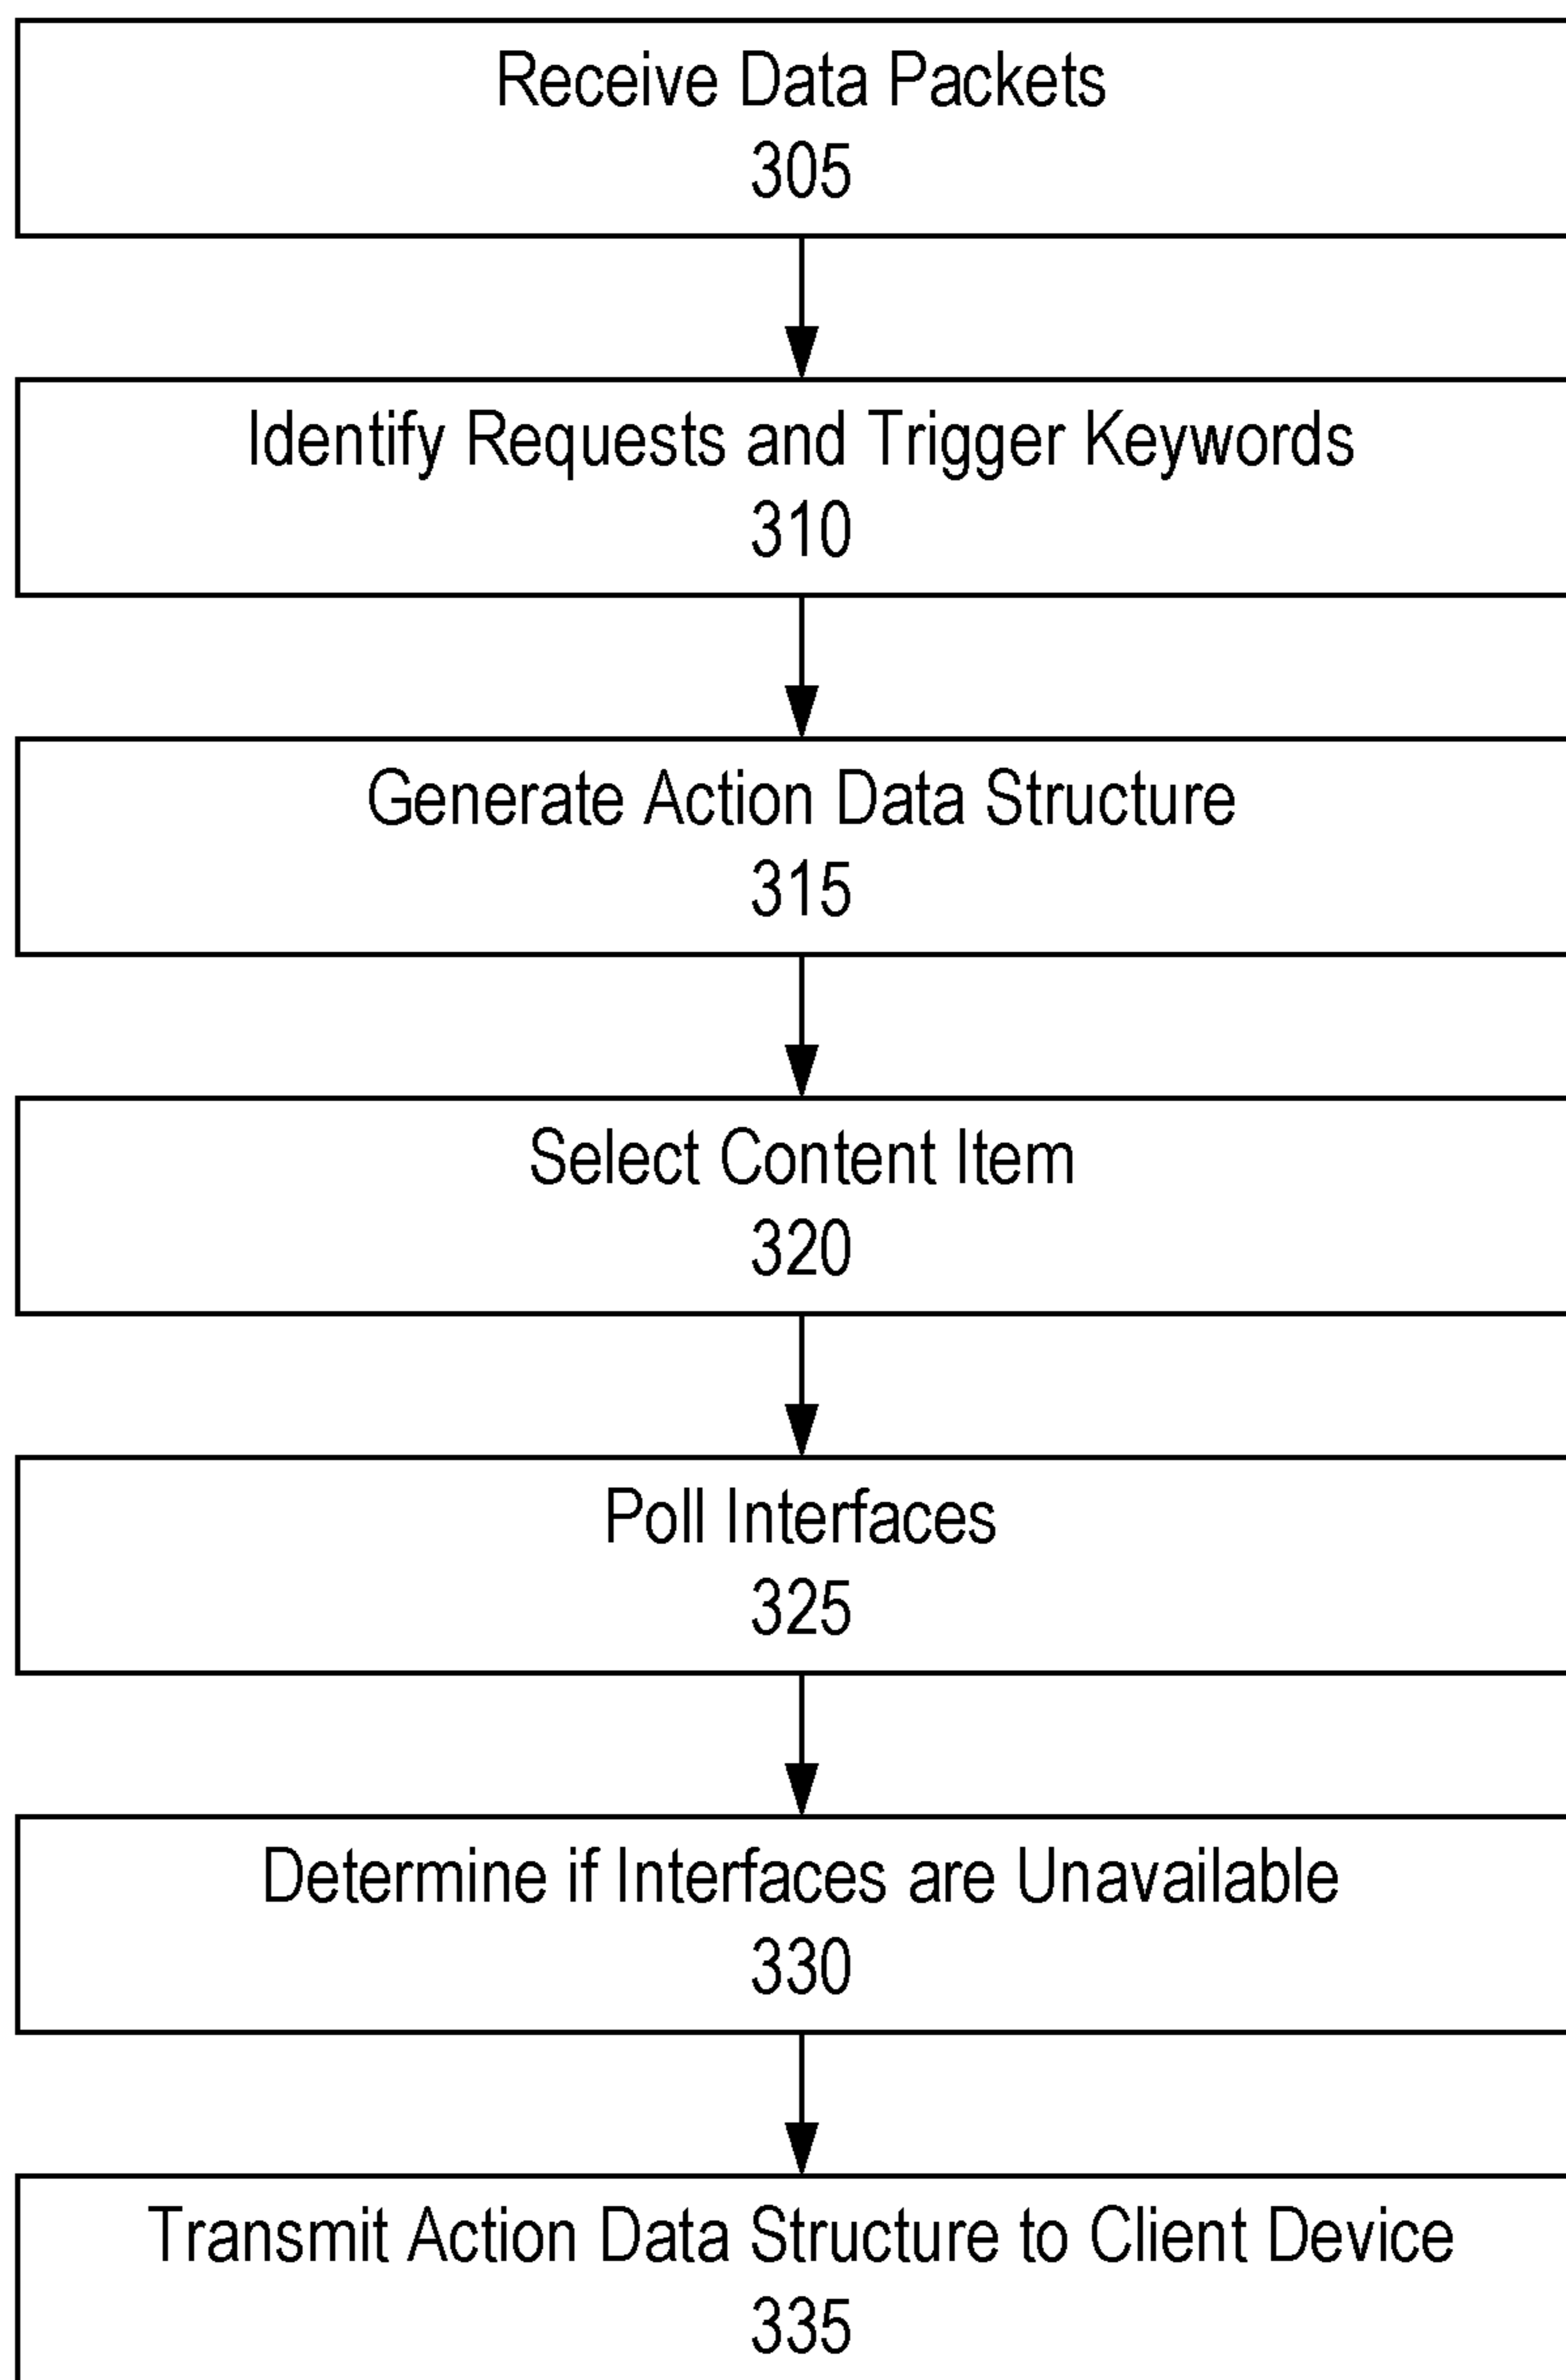 Receive Data Packets
305
Identify Requests and Trigger Keywords
310
Generate Action Data Structure
315
Select Content Item
320
Poll Interfaces
325
Determine if Interfaces are Unavailable
330
Transmit Action Data Structure to Client Device
335